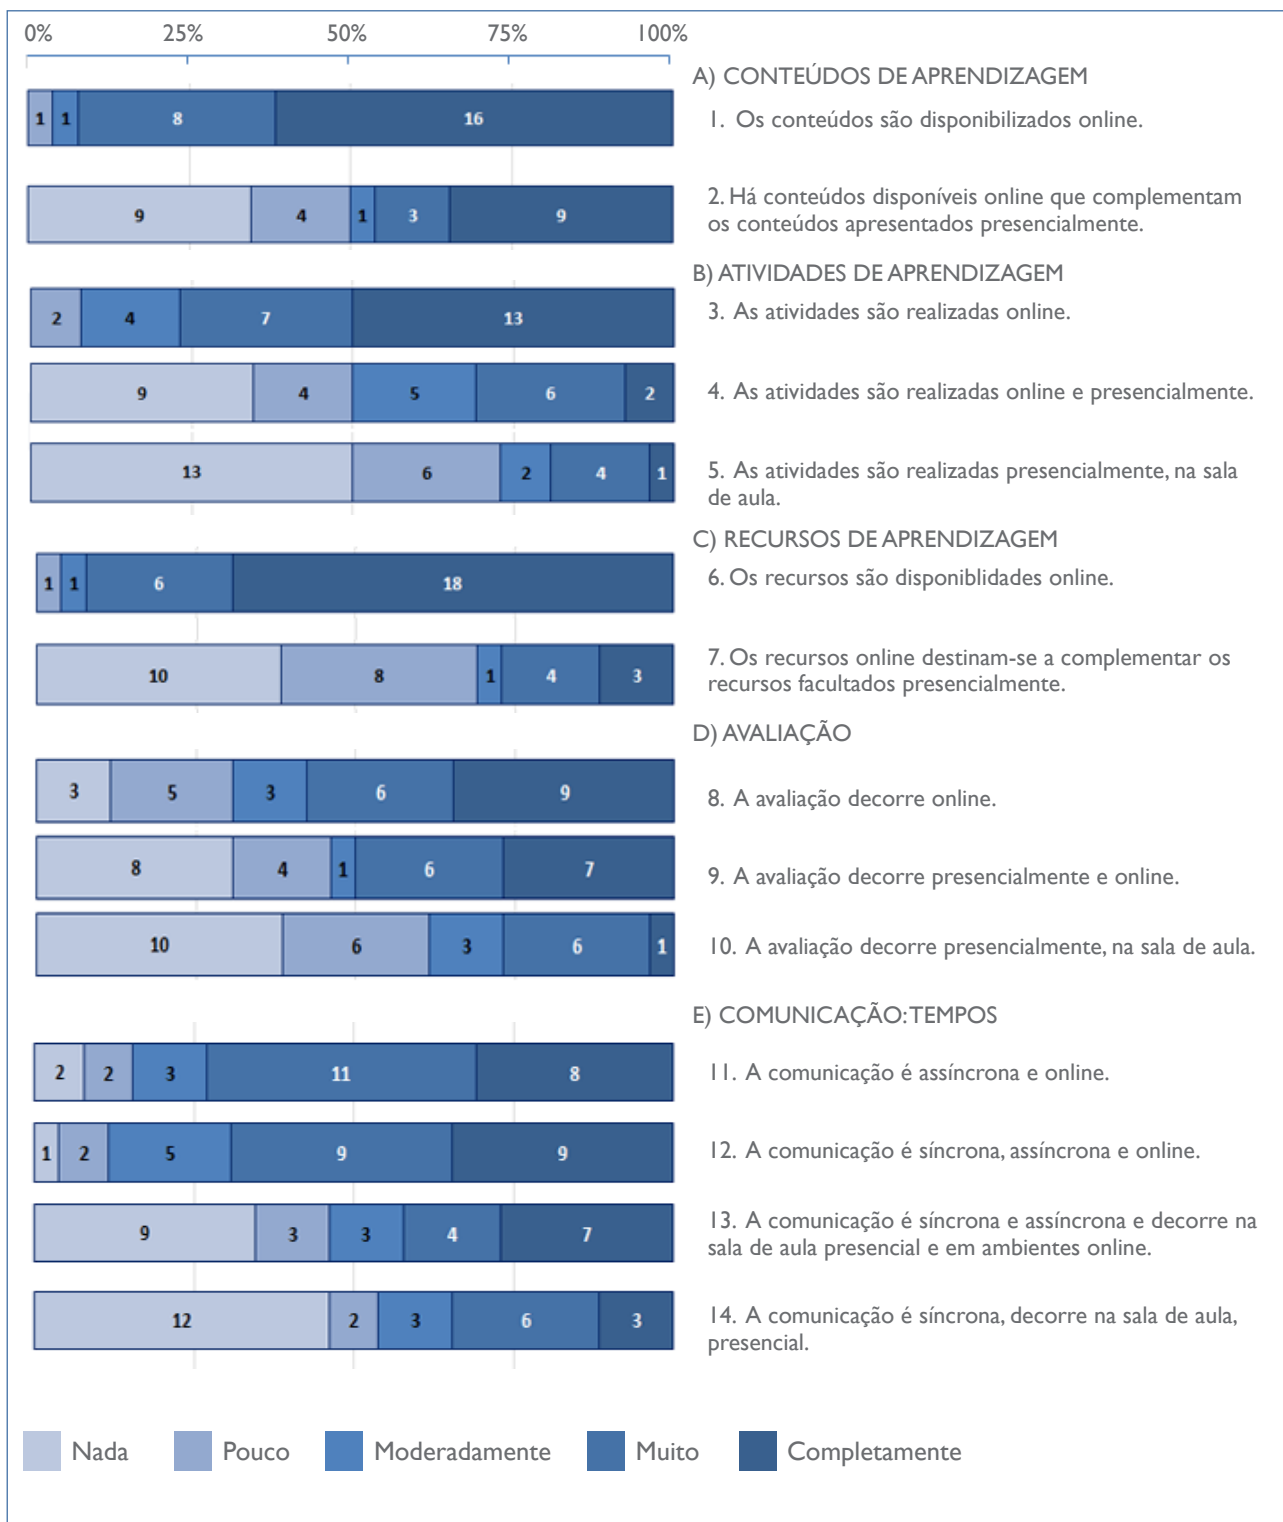 0% 25% 50% 75% 100%
A) CONTEÚDOS DE APRENDIZAGEM
1 1 8 16
1. Os conteúdos são disponibilizados online.
9 4 1 3 9
2. Há conteúdos disponíveis online que complementam
os conteúdos apresentados presencialmente.
B) ATIVIDADES DE APRENDIZAGEM
2 4 7 13
3. As atividades são realizadas online.
9 4 5 6 2
4. As atividades são realizadas online e presencialmente.
13 6 2 4 1
5. As atividades são realizadas presencialmente, na sala
de aula.
C) RECURSOS DE APRENDIZAGEM
1 1 6 18
6. Os recursos são disponiblidades online.
10 8 1 4 3
7. Os recursos online destinam-se a complementar os
recursos facultados presencialmente.
D) AVALIAÇÃO
3 5 3 6 9
8. A avaliação decorre online.
8 4 1 6 7
9. A avaliação decorre presencialmente e online.
10 6 3 6 1
10. A avaliação decorre presencialmente, na sala de aula.
E) COMUNICAÇÃO: TEMPOS
2 2 3 11 8
11. A comunicação é assíncrona e online.
1 2 5 9 9
12. A comunicação é síncrona, assíncrona e online.
9 3 3 4 7
13. A comunicação é síncrona e assíncrona e decorre na
sala de aula presencial e em ambientes online.
12 2 3 6 3
14. A comunicação é síncrona, decorre na sala de aula,
presencial.
Nada Pouco Moderadamente Muito Completamente